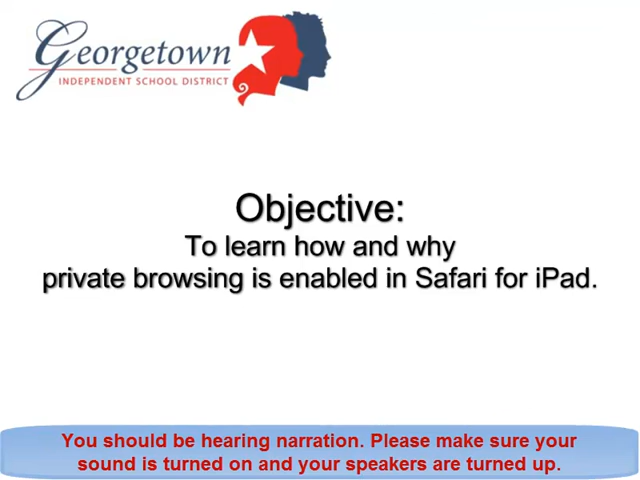 Georgetown
INDEPENDENT SCHOOL DISTRICT
Objective:
To learn how and why
private browsing is enabled in Safari for iPad.
You should be hearing narration. Please make sure your
sound is turned on and your speakers are turned up.